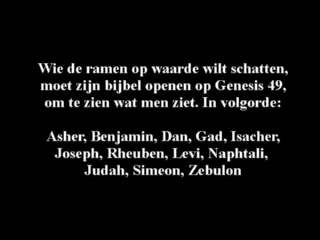 Wie de ramen op waarde wilt schatten,
moet zijn bijbel openen op Genesis 49,
om te zien wat men ziet. In volgorde:
Asher, Benjamin, Dan, Gad, Isacher,
Joseph, Rheuben, Levi, Naphtali,
Judah, Simeon, Zebulon